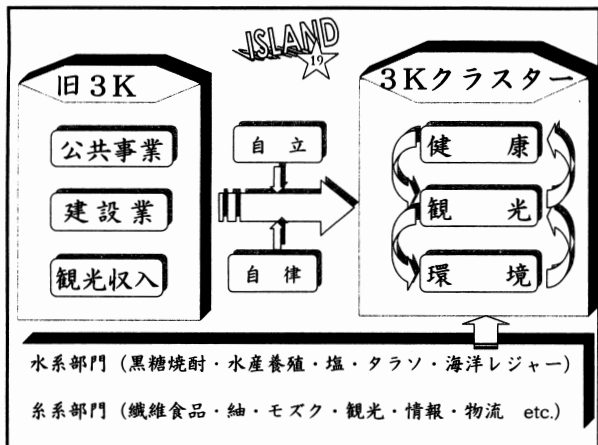 ISLAND
19
旧3K
公共事業
建設業
観光収入
自立
自律
3Kクラスター
健康
観光
環境
水系部門（黒糖焼酎・水産養殖・塩・タラソ・海洋レジャー）
糸系部門（繊維食品・紬・モズク・観光・情報・物流 etc.）